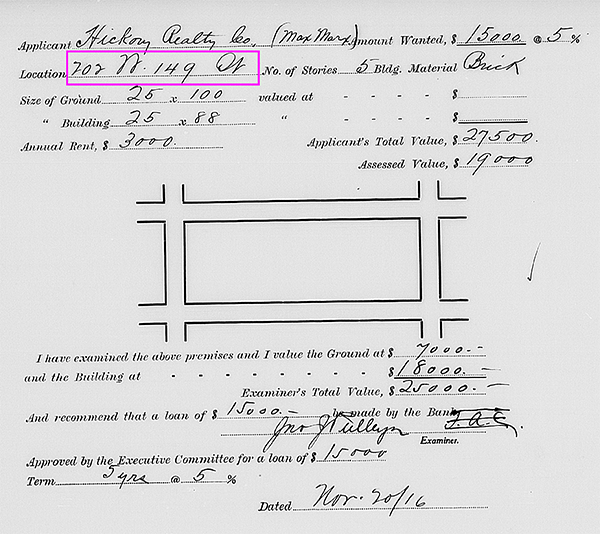 Applicant Hickory Realty Co. (Max Marx) Amount Wanted, $ 15000. @ 5 %
Location 202 W. 149 St No. of Stories 5 Bldg. Material Brick
Size of Ground 25 x 100 valued at - - - - $
" Building 25 x 88 " - - - - $
Annual Rent, $ 3000. Applicant's Total Value, $ 27500.
Assessed Value, $ 19000
I have examined the above premises and I value the Ground at $ 7000.-
and the Building at - - - - - - - - $ 18000.-
Examiner's Total Value, $ 25000.-
And recommend that a loan of $ 15000.- be made by the Bank
Jno J
Examiner.
Approved by the Executive Committee for a loan of $ 15000
Term 3 yrs @ 5 %
Dated Nov. 20/16